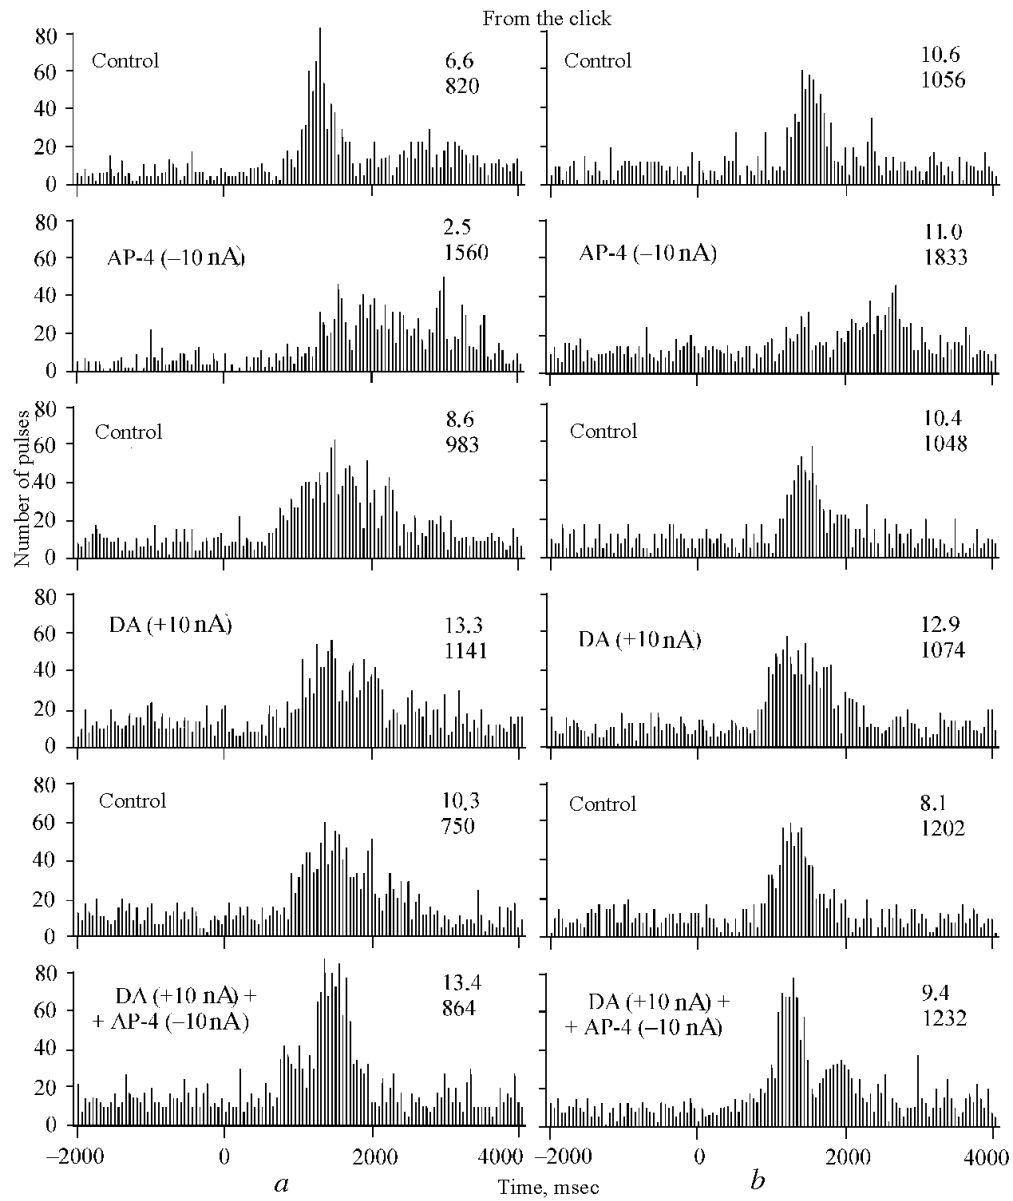 From the click
80
60
40
20
0
Control
6.6
820
Control
10.6
1056
80
60
40
20
0
AP-4 (–10 nA)
2.5
1560
AP-4 (–10 nA)
11.0
1833
Number of pulses
80
60
40
20
0
Control
8.6
983
Control
10.4
1048
80
60
40
20
0
DA (+10 nA)
13.3
1141
DA (+10 nA)
12.9
1074
80
60
40
20
0
Control
10.3
750
Control
8.1
1202
80
60
40
20
0
DA (+10 nA) +
+ AP-4 (–10 nA)
13.4
864
DA (+10 nA) +
+ AP-4 (–10 nA)
9.4
1232
–2000 0 2000 4000
–2000 0 2000 4000
a
Time, msec
b